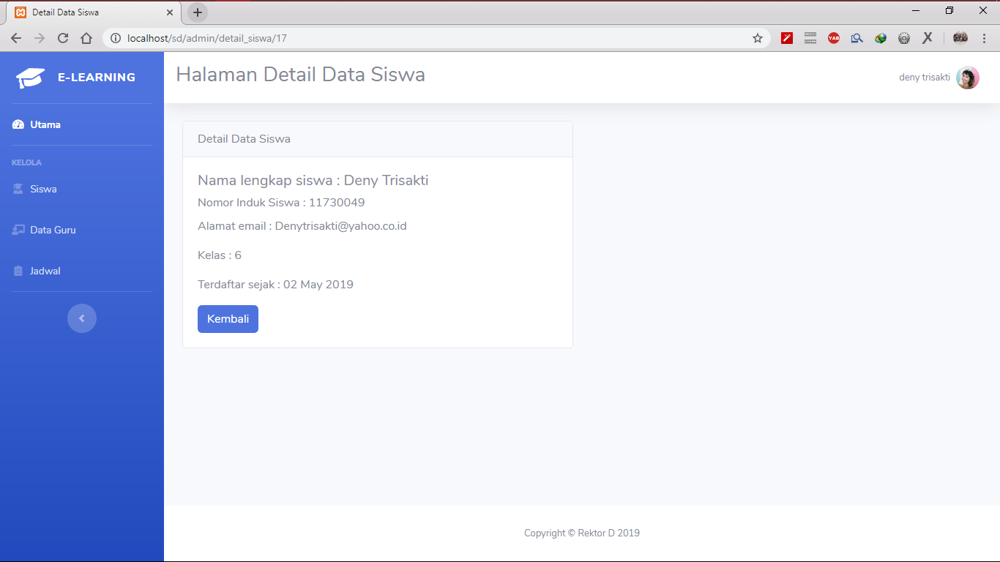 Detail Data Siswa
localhost/sd/admin/detail_siswa/17
YAB
E-LEARNING
Halaman Detail Data Siswa
deny trisakti
Utama
KELOLA
Siswa
Data Guru
Jadwal
Detail Data Siswa
Nama lengkap siswa : Deny Trisakti
Nomor Induk Siswa : 11730049
Alamat email : Denytrisakti@yahoo.co.id
Kelas : 6
Terdaftar sejak : 02 May 2019
Kembali
Copyright © Rektor D 2019